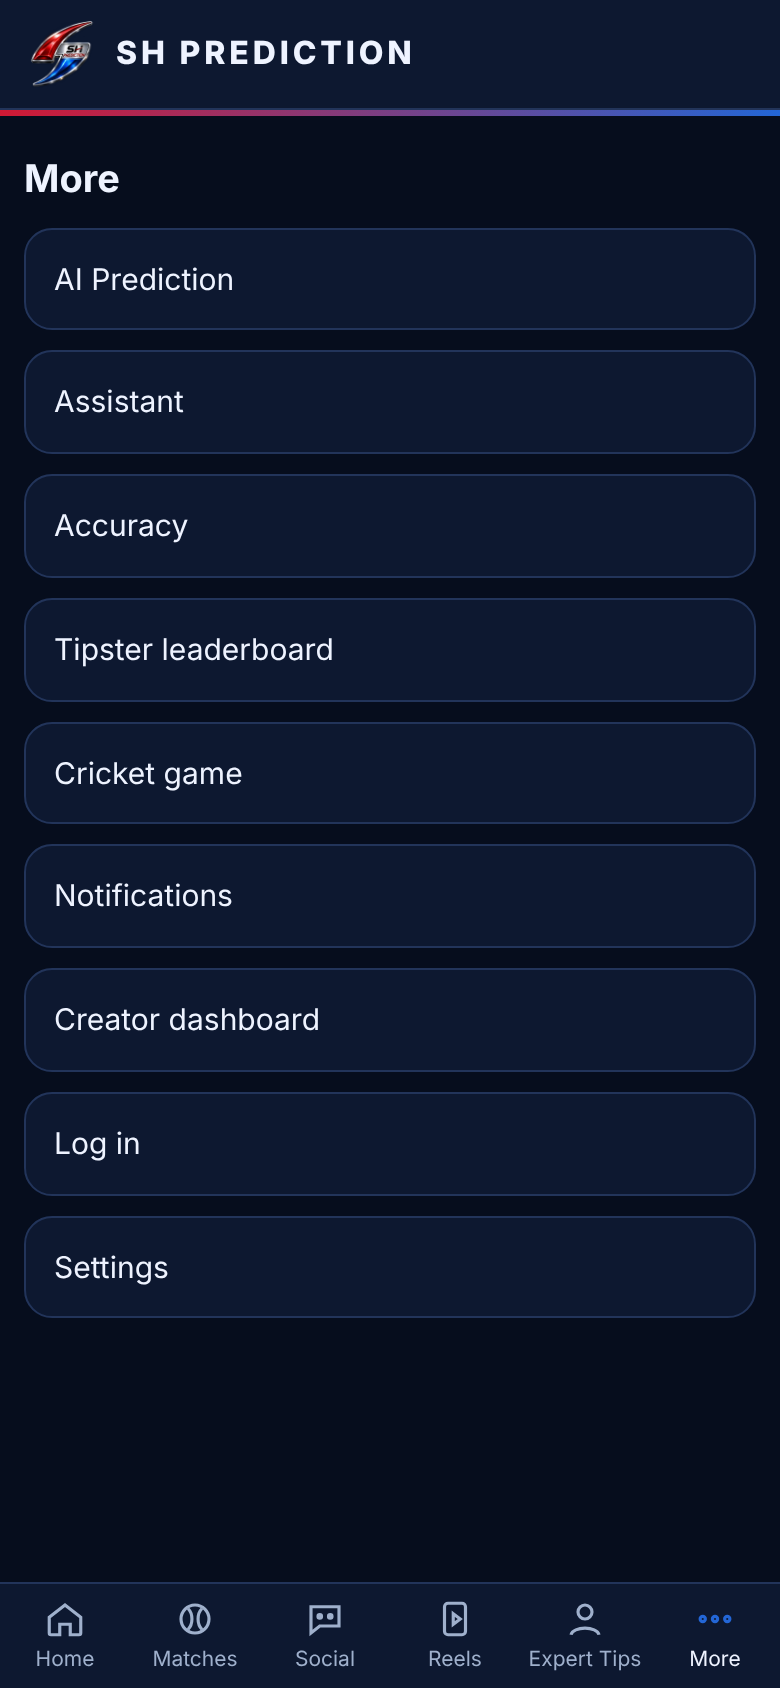 SH
SH PREDICTION
More
AI Prediction
Assistant
Accuracy
Tipster leaderboard
Cricket game
Notifications
Creator dashboard
Log in
Settings
Home
Matches
Social
Reels
Expert Tips
More